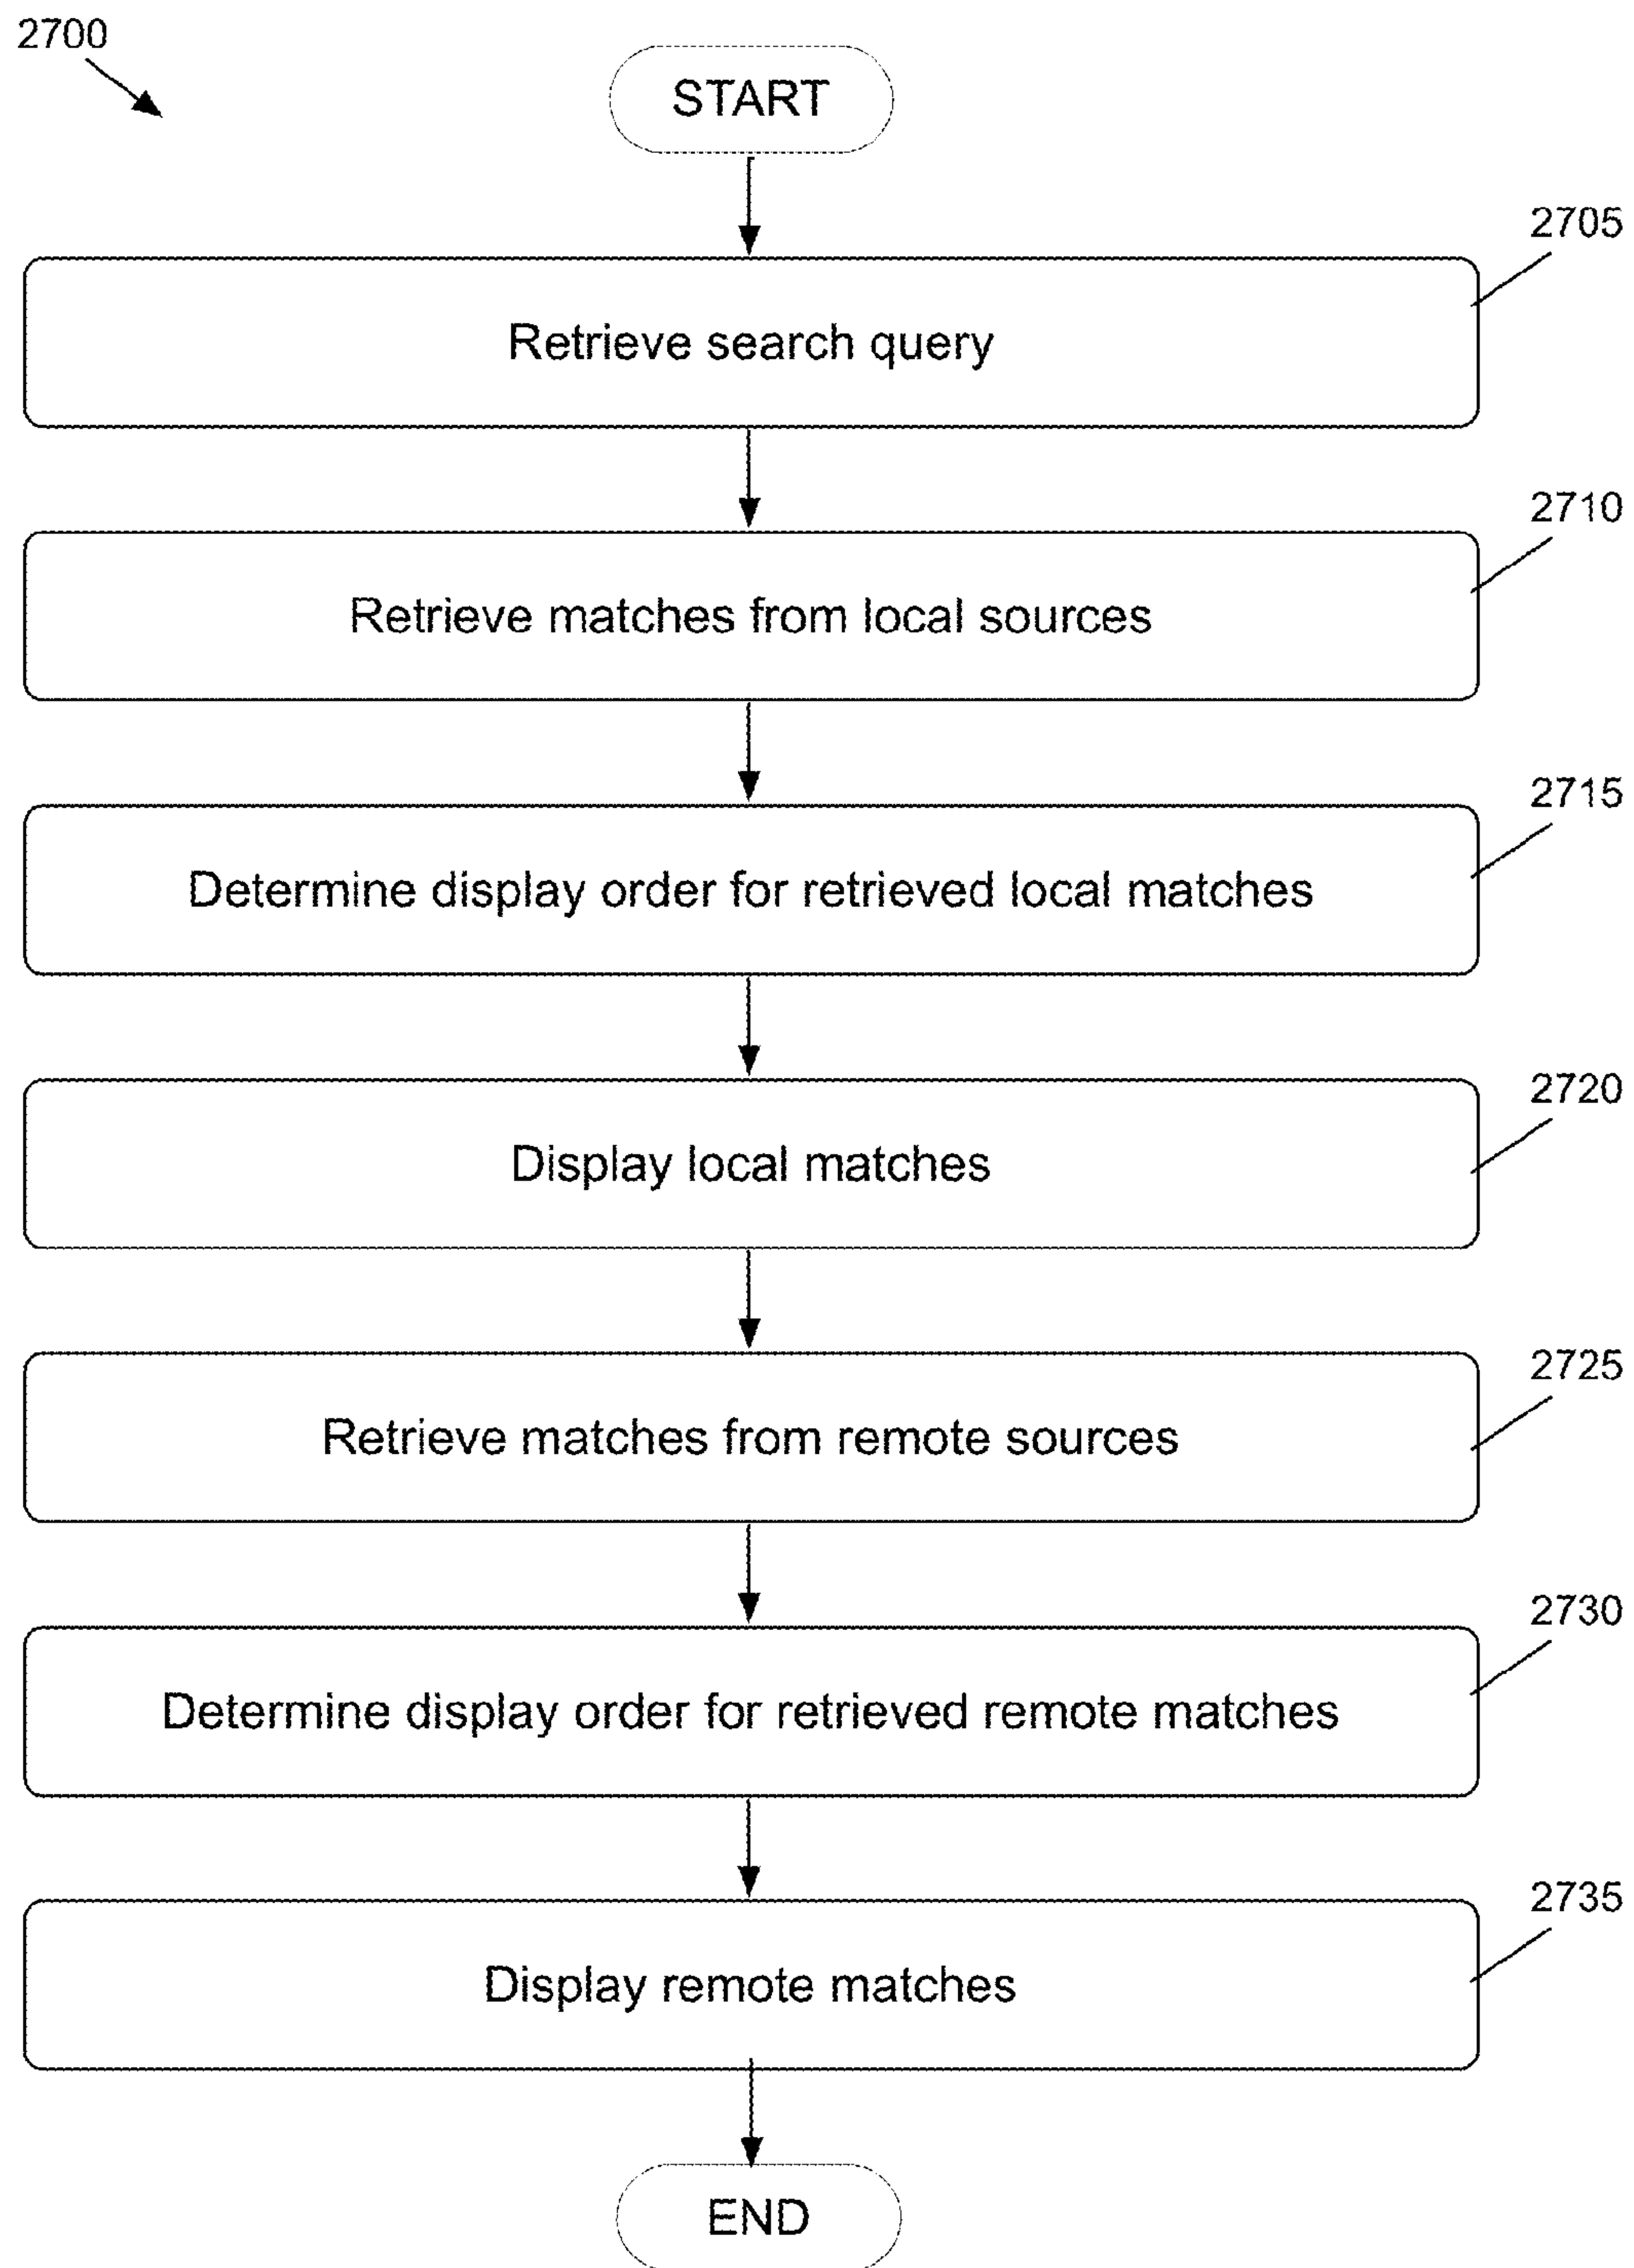 2700
START
2705
Retrieve search query
2710
Retrieve matches from local sources
2715
Determine display order for retrieved local matches
2720
Display local matches
2725
Retrieve matches from remote sources
2730
Determine display order for retrieved remote matches
2735
Display remote matches
END